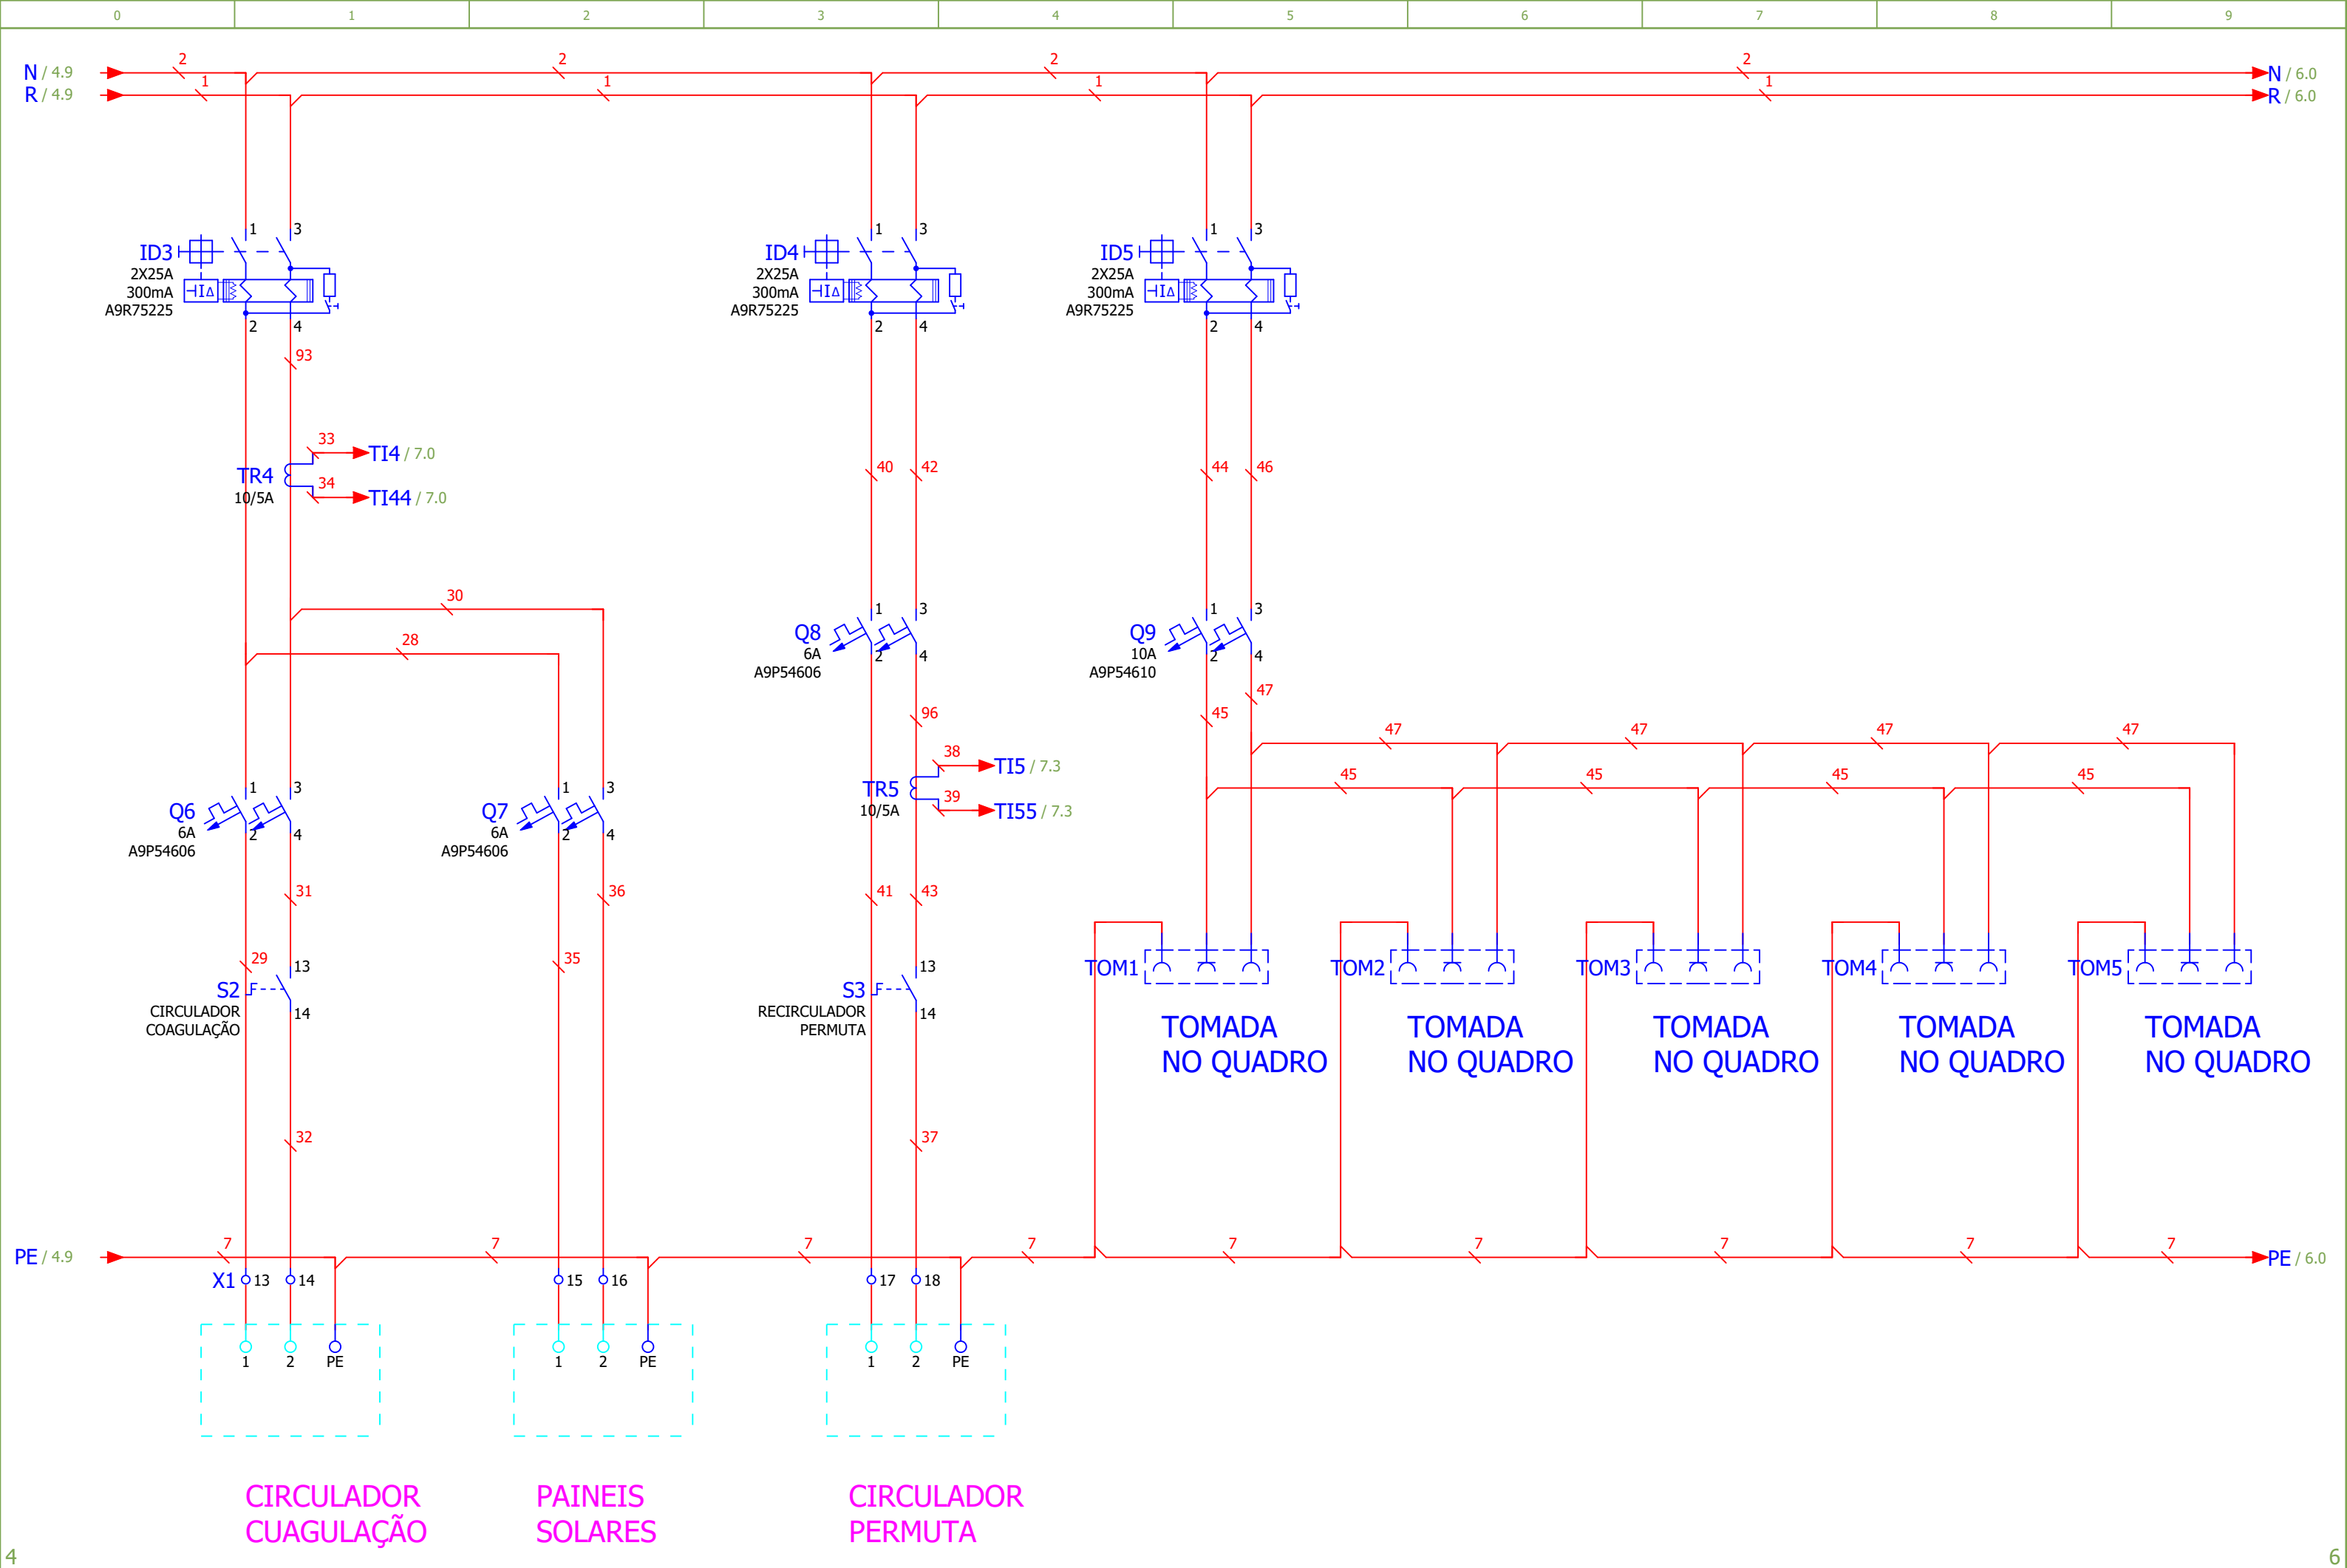 0 1 2 3 4 5 6 7 8 9
N / 4.9 2 2 2 2 N / 6.0
R / 4.9 1 1 1 1 R / 6.0
1 3
ID3
2X25A
300mA
A9R75225
2 4
93
1 3
ID4
2X25A
300mA
A9R75225
2 4
1 3
ID5
2X25A
300mA
A9R75225
2 4
33 TI4 / 7.0
TR4
10/5A
34 TI44 / 7.0
40 42 44 46
30
28
1 3
Q8
6A
A9P54606
2 4
1 3
Q9
10A
A9P54610
2 4
96
45
47
47 47 47 47
45 45 45 45
38 TI5 / 7.3
TR5
10/5A
39 TI55 / 7.3
1 3
Q6
6A
A9P54606
2 4
1 3
Q7
6A
A9P54606
2 4
31 36 41 43
29 35
13
S2
CIRCULADOR
COAGULAÇÃO
14
13
S3
RECIRCULADOR
PERMUTA
14
TOM1 TOM2 TOM3 TOM4 TOM5
TOMADA
NO QUADRO
TOMADA
NO QUADRO
TOMADA
NO QUADRO
TOMADA
NO QUADRO
TOMADA
NO QUADRO
32 37
PE / 4.9 7 7 7 7 7 7 7 7 7 PE / 6.0
X1 13 14 15 16 17 18
1 2 PE 1 2 PE 1 2 PE
CIRCULADOR
CUAGULAÇÃO
PAINEIS
SOLARES
CIRCULADOR
PERMUTA
4 6